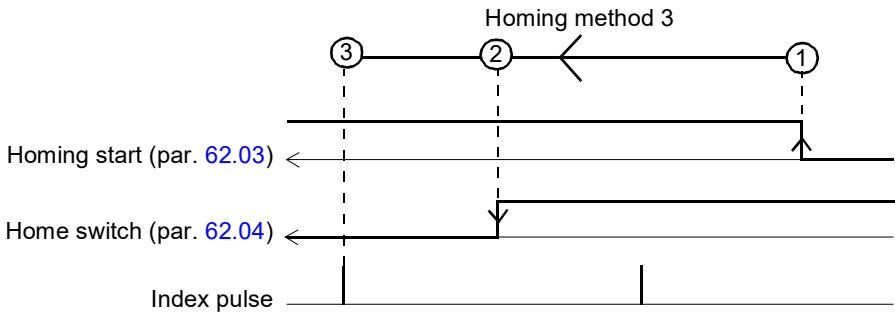 Homing method 3
3 2 1
Homing start (par. 62.03)
Home switch (par. 62.04)
Index pulse